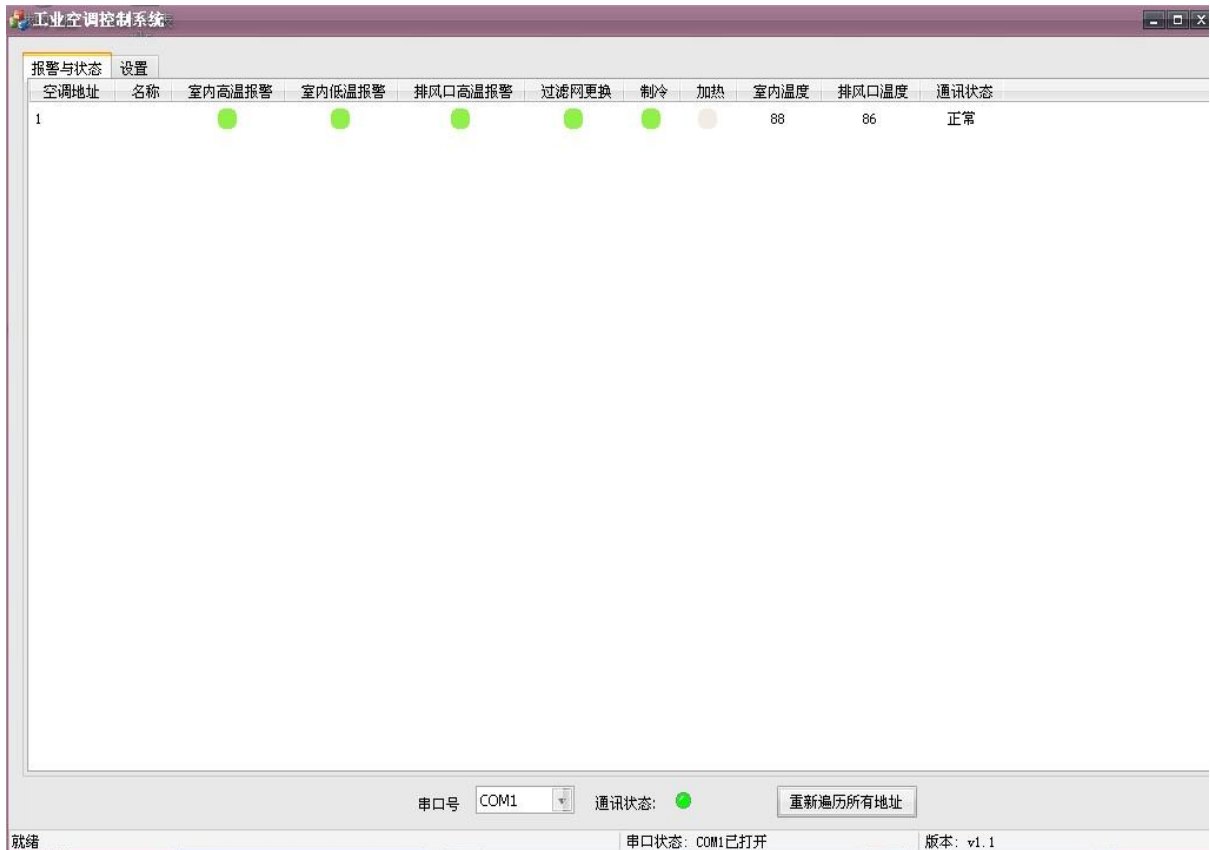 工业空调控制系统
报警与状态 设置
空调地址 名称 室内高温报警 室内低温报警 排风口高温报警 过滤网更换 制冷 加热 室内温度 排风口温度 通讯状态
1 88 86 正常
串口号 COM1 通讯状态: 重新遍历所有地址
就绪 串口状态: COM1已打开 版本: v1.1